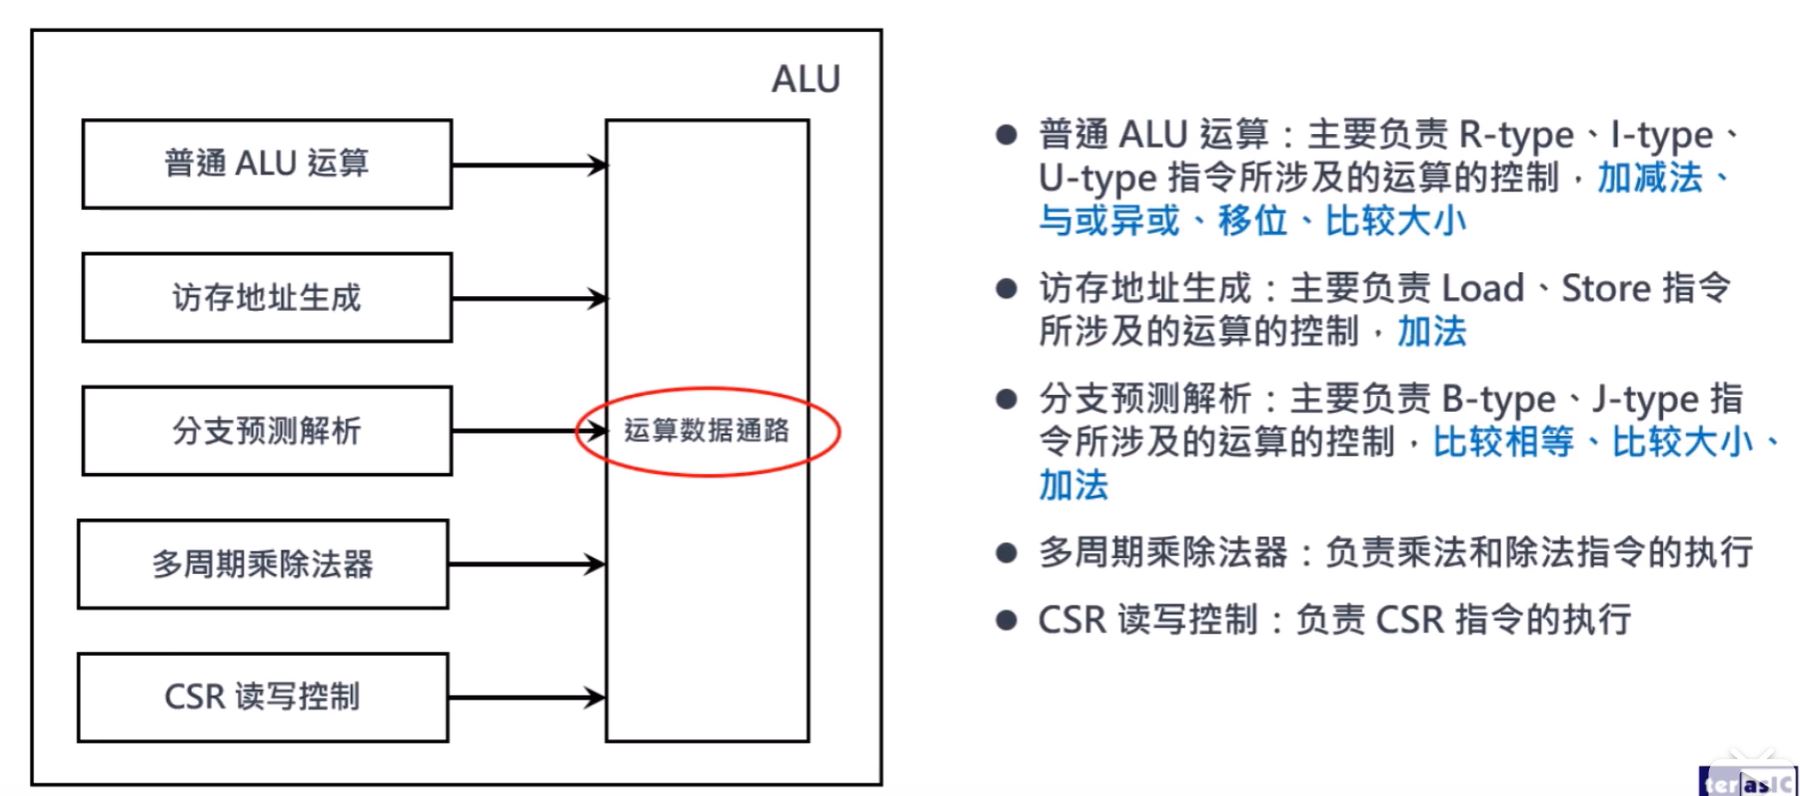 ALU
普通 ALU 运算
访存地址生成
分支预测解析
运算数据通路
多周期乘除法器
CSR 读写控制
● 普通 ALU 运算：主要负责 R-type、I-type、
U-type 指令所涉及的运算的控制，加减法、
与或异或、移位、比较大小
● 访存地址生成：主要负责 Load、Store 指令
所涉及的运算的控制，加法
● 分支预测解析：主要负责 B-type、J-type 指
令所涉及的运算的控制，比较相等、比较大小、
加法
● 多周期乘除法器：负责乘法和除法指令的执行
● CSR 读写控制：负责 CSR 指令的执行
terasIC